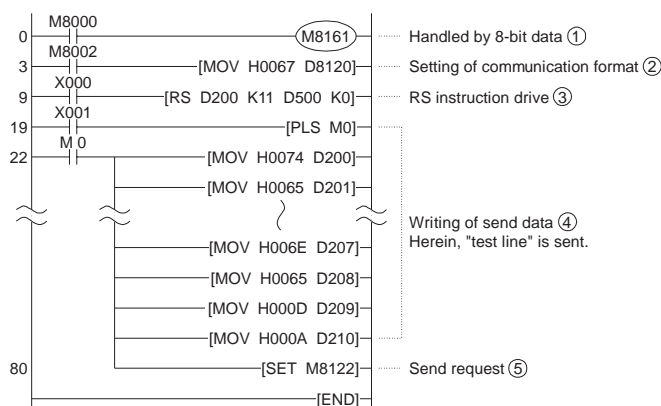 M8000
0 M8161 Handled by 8-bit data ①
M8002
3 [MOV H0067 D8120] Setting of communication format ②
X000
9 [RS D200 K11 D500 K0] RS instruction drive ③
X001
19 [PLS M0]
M 0
22 [MOV H0074 D200]
[MOV H0065 D201]
Writing of send data ④
Herein, "test line" is sent.
[MOV H006E D207]
[MOV H0065 D208]
[MOV H000D D209]
[MOV H000A D210]
80 [SET M8122] Send request ⑤
[END]